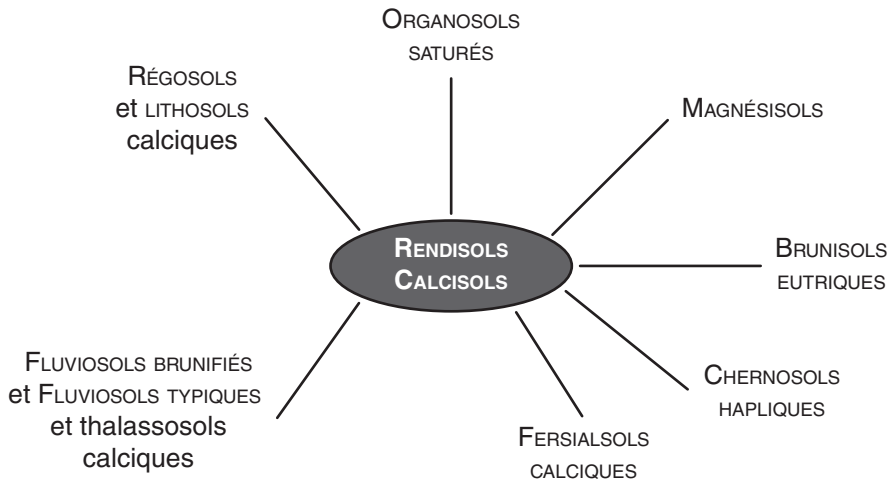 ORGANOSOLS
SATURÉS
RÉGOSOLS
et LITHOSOLS
calciques
MAGNÉSISOLS
RENDISOLS
CALCISOLS
BRUNISOLS
EUTRIQUES
FLUVIOSOLS BRUNIFIÉS
et FLUVIOSOLS TYPIQUES
et thalassosols
calciques
CHERNOSOLS
HAPLIQUES
FERSIALSOLS
CALCIQUES